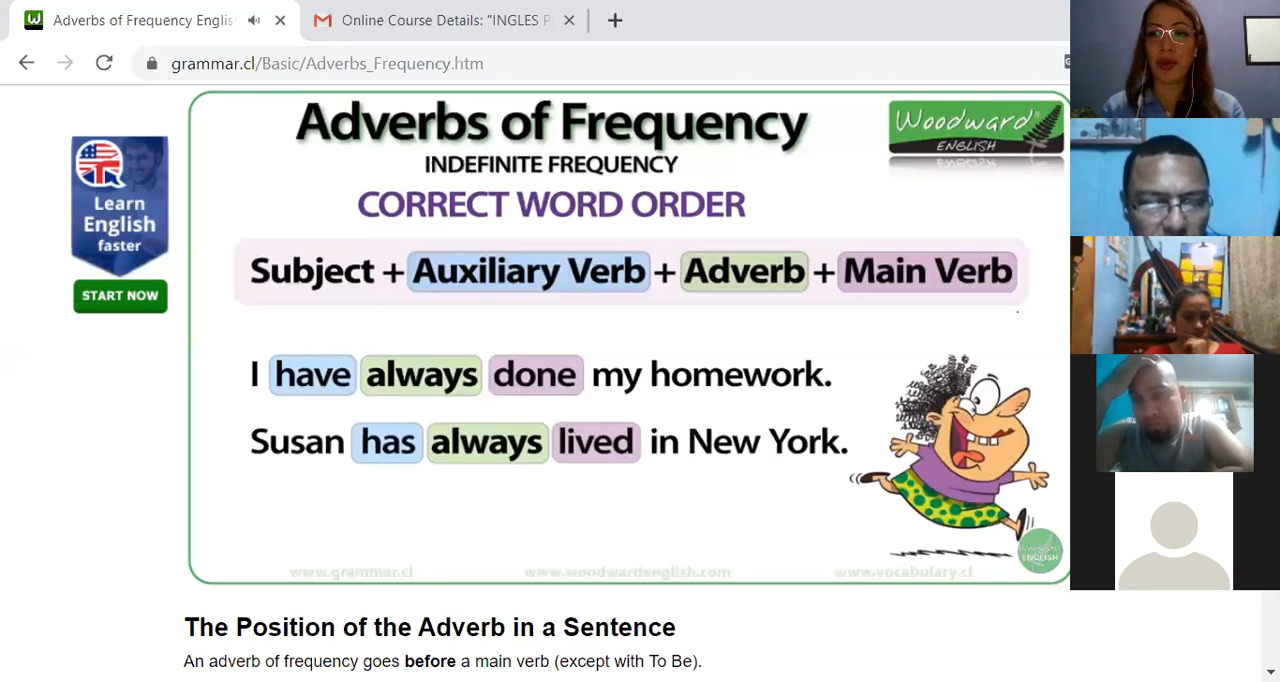 Adverbs of Frequency Englis
Online Course Details: "INGLES P
grammar.cl/Basic/Adverbs_Frequency.htm
Adverbs of Frequency
INDEFINITE FREQUENCY
CORRECT WORD ORDER
Woodward®
ENGLISH
Learn
English
faster
START NOW
Subject + Auxiliary Verb + Adverb + Main Verb
I have always done my homework.
Susan has always lived in New York.
ENGLISH
www.grammar.cl www.woodwardenglish.com www.vocabulary.cl
The Position of the Adverb in a Sentence
An adverb of frequency goes before a main verb (except with To Be).